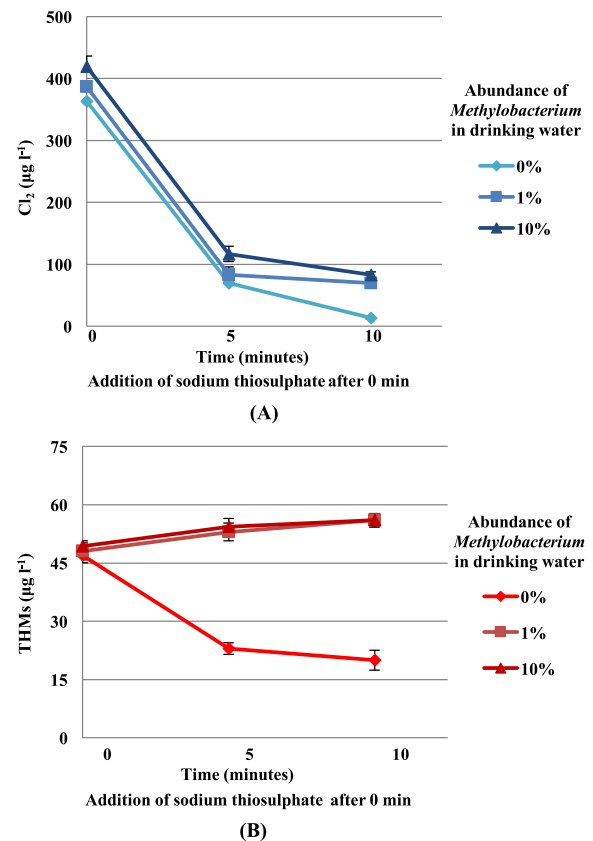 500
400
300
200
100
0
Cl₂ (µg l⁻¹)
0 5 10
Time (minutes)
Addition of sodium thiosulphate after 0 min
Abundance of
Methylobacterium
in drinking water
0%
1%
10%
(A)
75
60
45
30
15
0
THMs (µg l⁻¹)
0 5 10
Time (minutes)
Addition of sodium thiosulphate after 0 min
Abundance of
Methylobacterium
in drinking water
0%
1%
10%
(B)